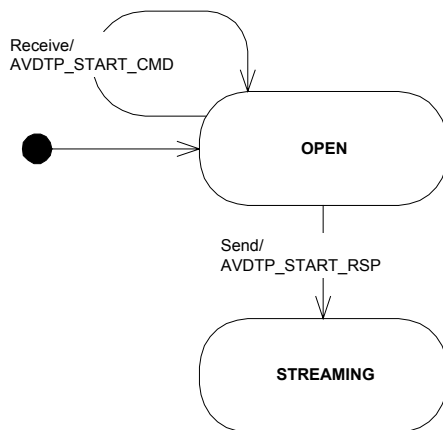 Receive/
AVDTP_START_CMD
OPEN
Send/
AVDTP_START_RSP
STREAMING